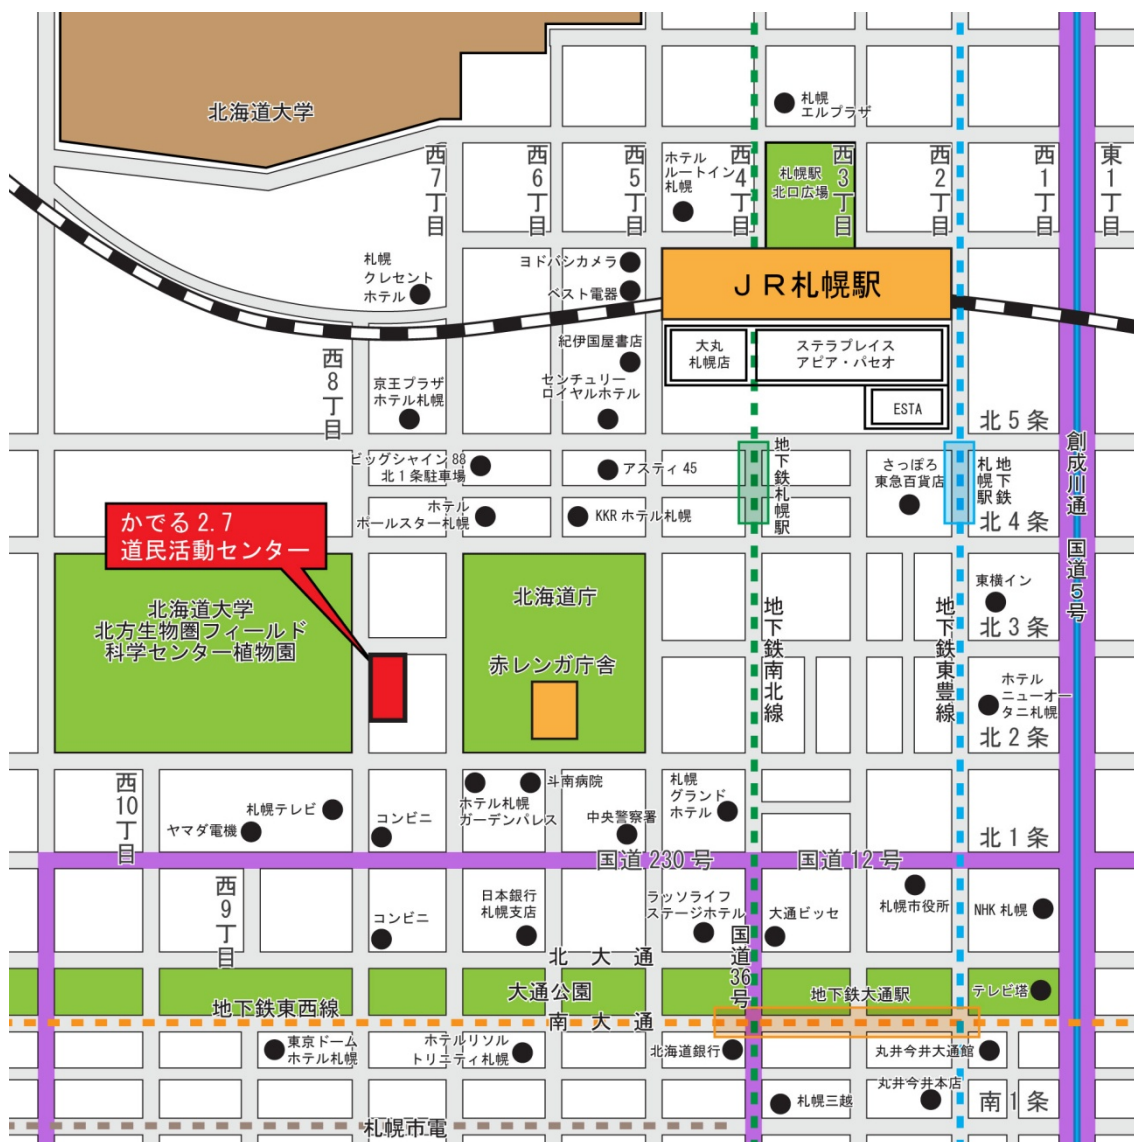 北海道大学
札幌
エルプラザ
西7丁目
西6丁目
西5丁目
ホテル
ルートイン
札幌
西4丁目
札幌駅
北口広場
西3丁目
西2丁目
西1丁目
東1丁目
札幌
クレセント
ホテル
ヨドバシカメラ
ベスト電器
JR札幌駅
紀伊国屋書店
大丸
札幌店
ステラプレイス
アピア・パセオ
西8丁目
京王プラザ
ホテル札幌
センチュリー
ロイヤルホテル
ESTA
北5条
創成川通 国道5号
ビッグシャイン88
北1条駐車場
アスティ45
地下鉄札幌駅
さっぽろ
東急百貨店
地下鉄
札幌駅
ホテル
ポールスター札幌
KKRホテル札幌
北4条
かでる2.7
道民活動センター
北海道大学
北方生物圏フィールド
科学センター植物園
北海道庁
赤レンガ庁舎
地下鉄南北線
地下鉄東豊線
東横イン
北3条
ホテル
ニューオー
タニ札幌
北2条
西10丁目
札幌テレビ
ヤマダ電機
コンビニ
ホテル札幌
ガーデンパレス
斗南病院
中央警察署
札幌
グランド
ホテル
北1条
国道230号
国道12号
西9丁目
コンビニ
日本銀行
札幌支店
ラッソライフ
ステージホテル
国道36号
大通ビッセ
札幌市役所
NHK札幌
北大通
大通公園
地下鉄東西線
南大通
地下鉄大通駅
テレビ塔
東京ドーム
ホテル札幌
ホテルリソル
トリニティ札幌
北海道銀行
丸井今井大通館
丸井今井本店
札幌三越
南1条
札幌市電